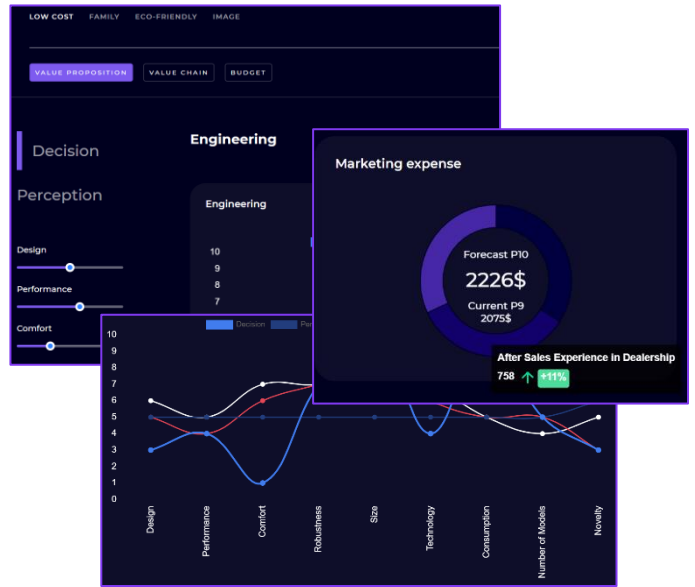 LOW COST FAMILY ECO-FRIENDLY IMAGE
VALUE PROPOSITION VALUE CHAIN BUDGET
Decision
Perception
Design
Performance
Comfort
Engineering
Engineering
10
9
8
7
Marketing expense
Forecast P10
2226$
Current P9
2075$
After Sales Experience in Dealership
758 ↑ +11%
Decision
10
9
8
7
6
5
4
3
2
1
0
Design
Performance
Comfort
Robustness
Size
Technology
Consumption
Number of Models
Novelty